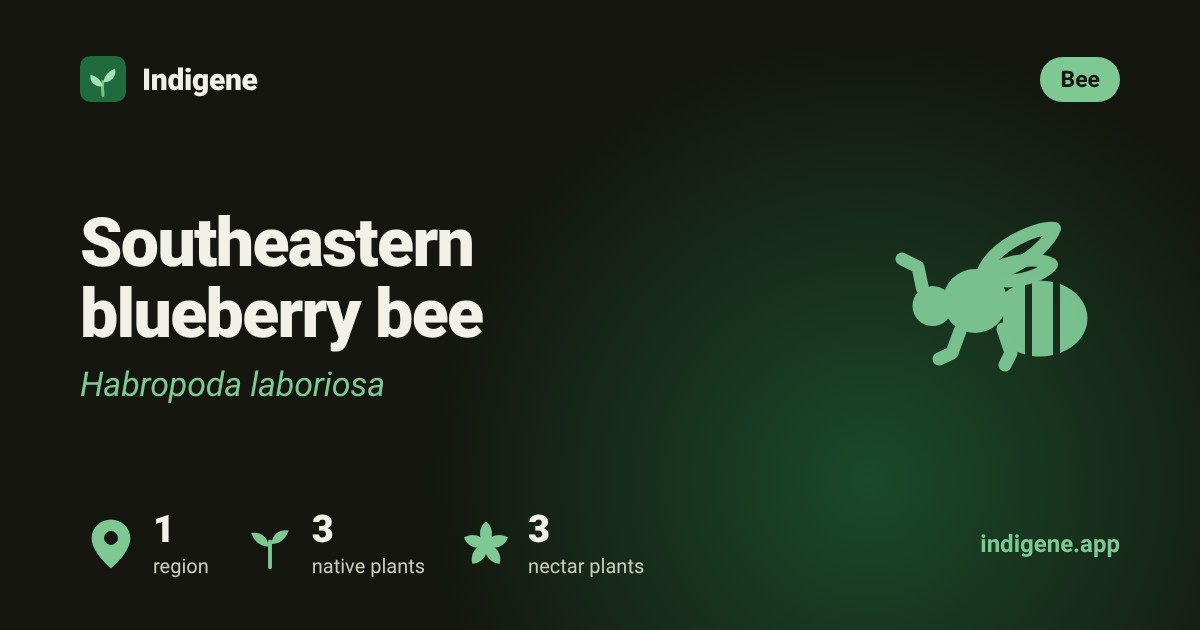 Indigene
Bee
Southeastern
blueberry bee
Habropoda laboriosa
1
region
3
native plants
3
nectar plants
indigene.app